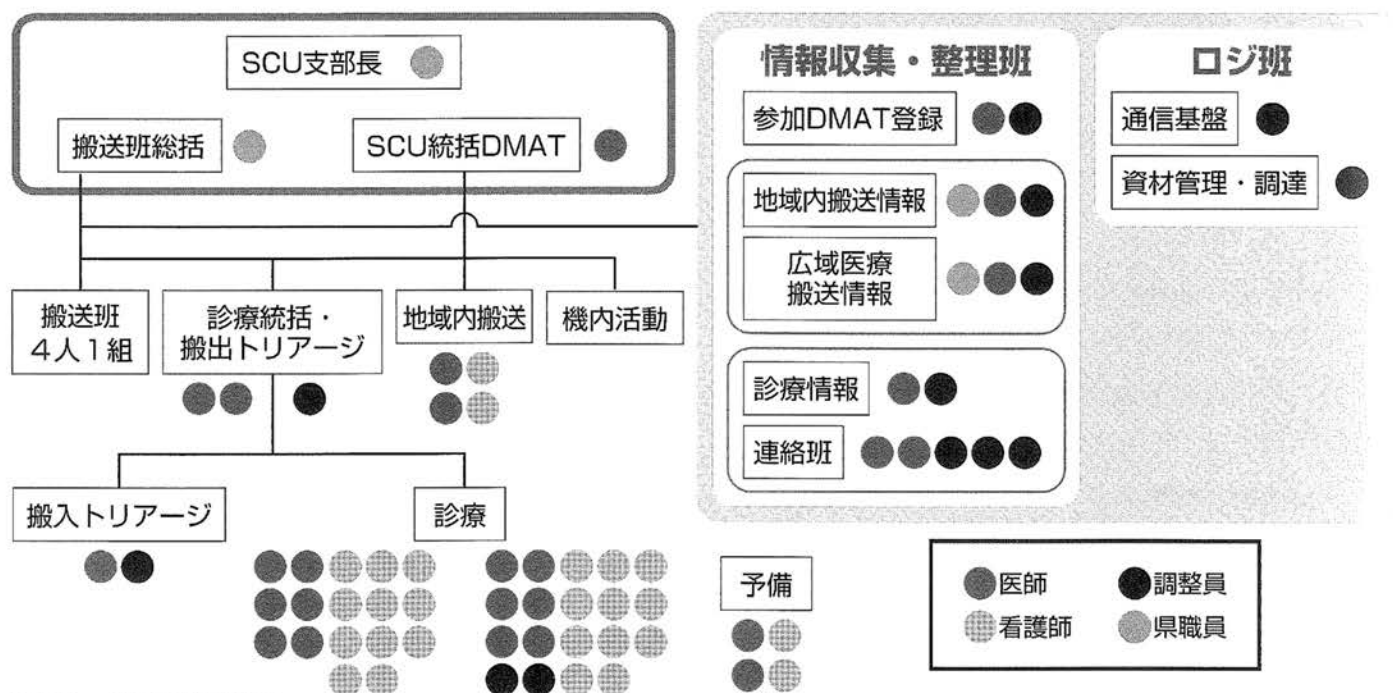 SCU支部長
搬送班総括
SCU統括DMAT
搬送班
4人1組
診療統括・
搬出トリアージ
地域内搬送
機内活動
搬入トリアージ
診療
情報収集・整理班
参加DMAT登録
地域内搬送情報
広域医療
搬送情報
診療情報
連絡班
ロジ班
通信基盤
資材管理・調達
予備
医師
調整員
看護師
県職員